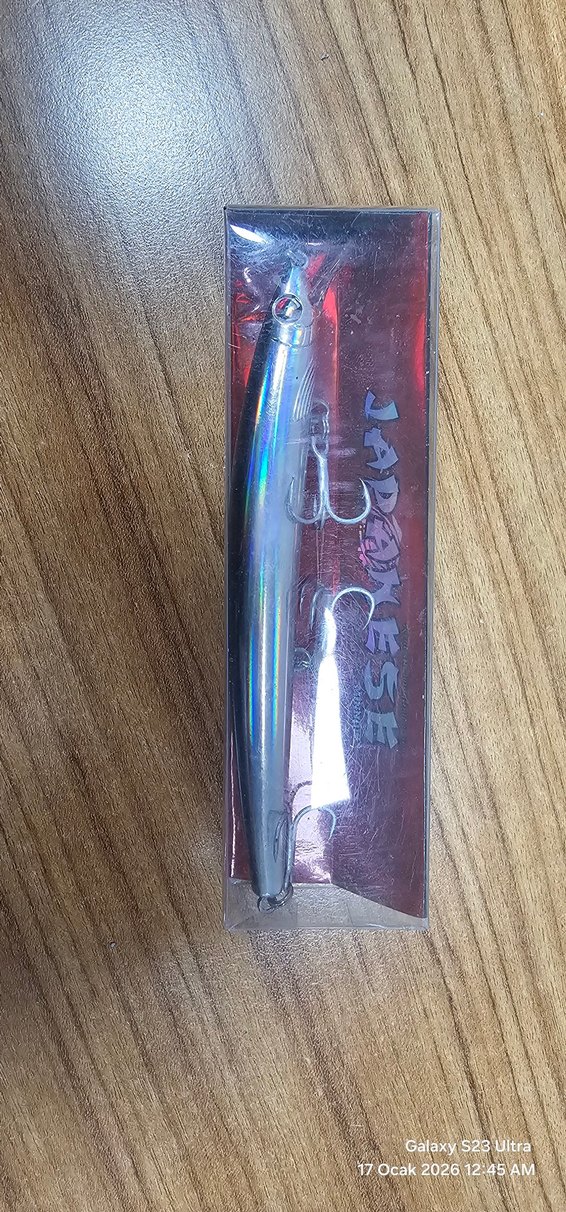 JAPANESE
Galaxy S23 Ultra
17 Ocak 2026 12:45 AM